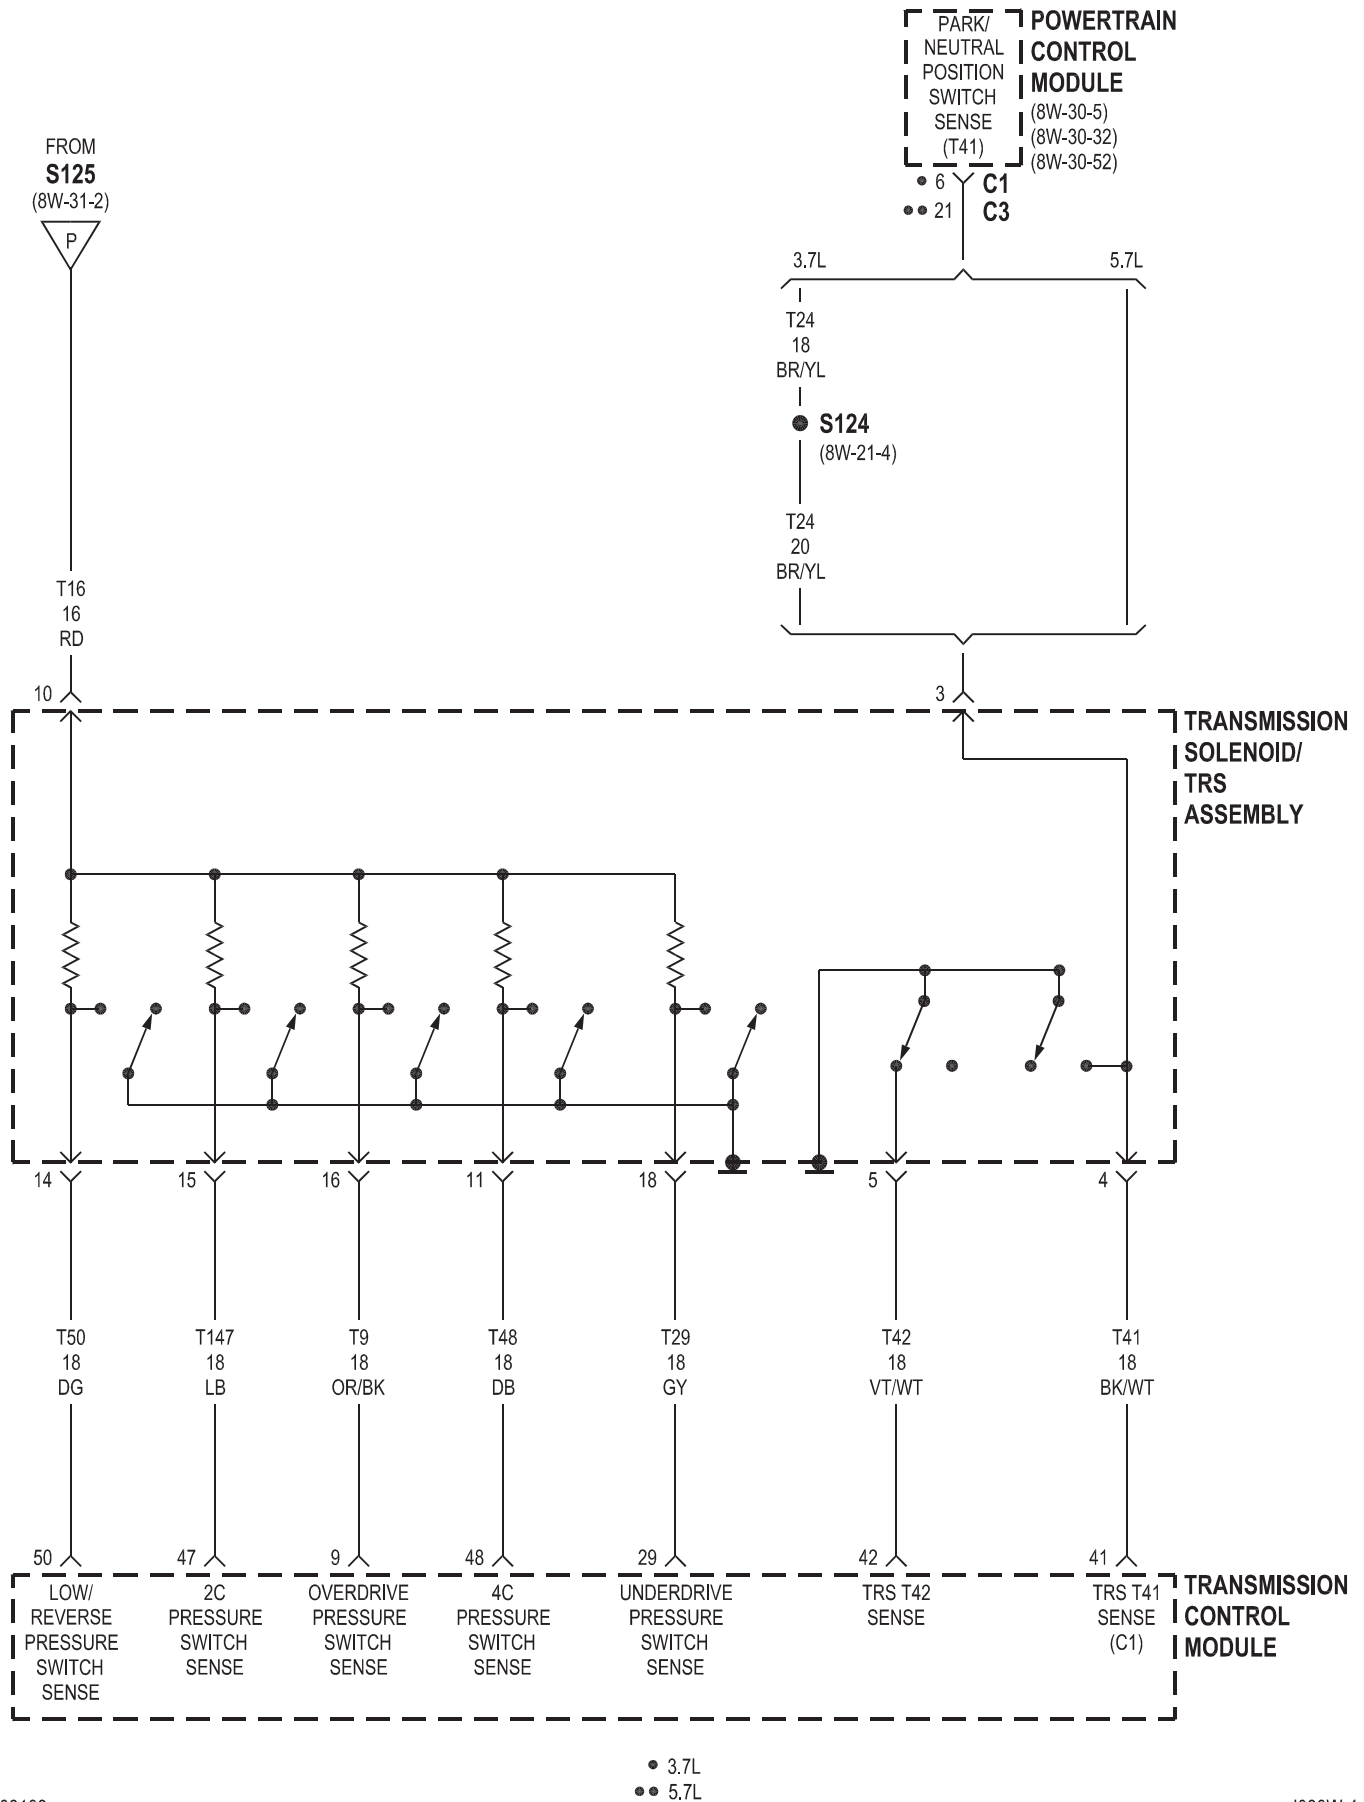 PARK/
NEUTRAL
POSITION
SWITCH
SENSE
(T41)
POWERTRAIN
CONTROL
MODULE
(8W-30-5)
(8W-30-32)
(8W-30-52)
6 C1
21 C3
FROM
S125
(8W-31-2)
P
3.7L
5.7L
T24
18
BR/YL
S124
(8W-21-4)
T24
20
BR/YL
T16
16
RD
10
3
TRANSMISSION
SOLENOID/
TRS
ASSEMBLY
14 15 16 11 18 5 4
T50 T147 T9 T48 T29 T42 T41
18 18 18 18 18 18 18
DG LB OR/BK DB GY VT/WT BK/WT
50 47 9 48 29 42 41
LOW/
REVERSE
PRESSURE
SWITCH
SENSE
2C
PRESSURE
SWITCH
SENSE
OVERDRIVE
PRESSURE
SWITCH
SENSE
4C
PRESSURE
SWITCH
SENSE
UNDERDRIVE
PRESSURE
SWITCH
SENSE
TRS T42
SENSE
TRS T41
SENSE
(C1)
TRANSMISSION
CONTROL
MODULE
3.7L
5.7L